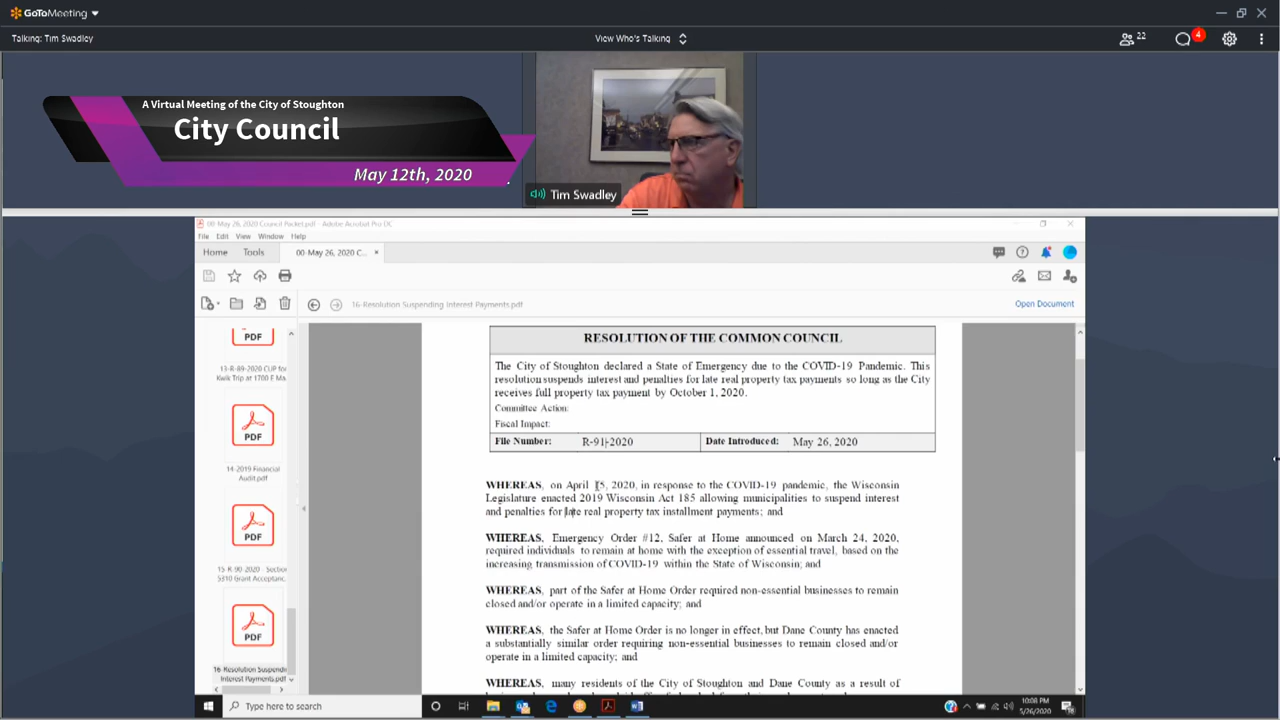 GoToMeeting
Talking: Tim Swadley
View Who's Talking
22
4
A Virtual Meeting of the City of Stoughton
City Council
May 12th, 2020
Tim Swadley
00-May 26, 2020 Council Packet.pdf - Adobe Acrobat Pro DC
File Edit View Window Help
Home Tools 00-May 26, 2020 C... ×
16-Resolution Suspending Interest Payments.pdf
Open Document
PDF
13-R-89-2020 CUP for
Kwik Trip at 1700 E Ma
PDF
14-2019 Financial
Audit.pdf
PDF
15-R-90-2020 - Section
5310 Grant Acceptanc
PDF
16-Resolution Suspendin
Interest Payments.pdf
RESOLUTION OF THE COMMON COUNCIL
The City of Stoughton declared a State of Emergency due to the COVID-19 Pandemic. This
resolution suspends interest and penalties for late real property tax payments so long as the City
receives full property tax payment by October 1, 2020.
Committee Action:
Fiscal Impact:
File Number: R-91-2020 Date Introduced: May 26, 2020
WHEREAS, on April 15, 2020, in response to the COVID-19 pandemic, the Wisconsin
Legislature enacted 2019 Wisconsin Act 185 allowing municipalities to suspend interest
and penalties for late real property tax installment payments; and
WHEREAS, Emergency Order #12, Safer at Home announced on March 24, 2020,
required individuals to remain at home with the exception of essential travel, based on the
increasing transmission of COVID-19 within the State of Wisconsin; and
WHEREAS, part of the Safer at Home Order required non-essential businesses to remain
closed and/or operate in a limited capacity; and
WHEREAS, the Safer at Home Order is no longer in effect, but Dane County has enacted
a substantially similar order requiring non-essential businesses to remain closed and/or
operate in a limited capacity; and
WHEREAS, many residents of the City of Stoughton and Dane County as a result of
Type here to search
10:08 PM
5/26/2020